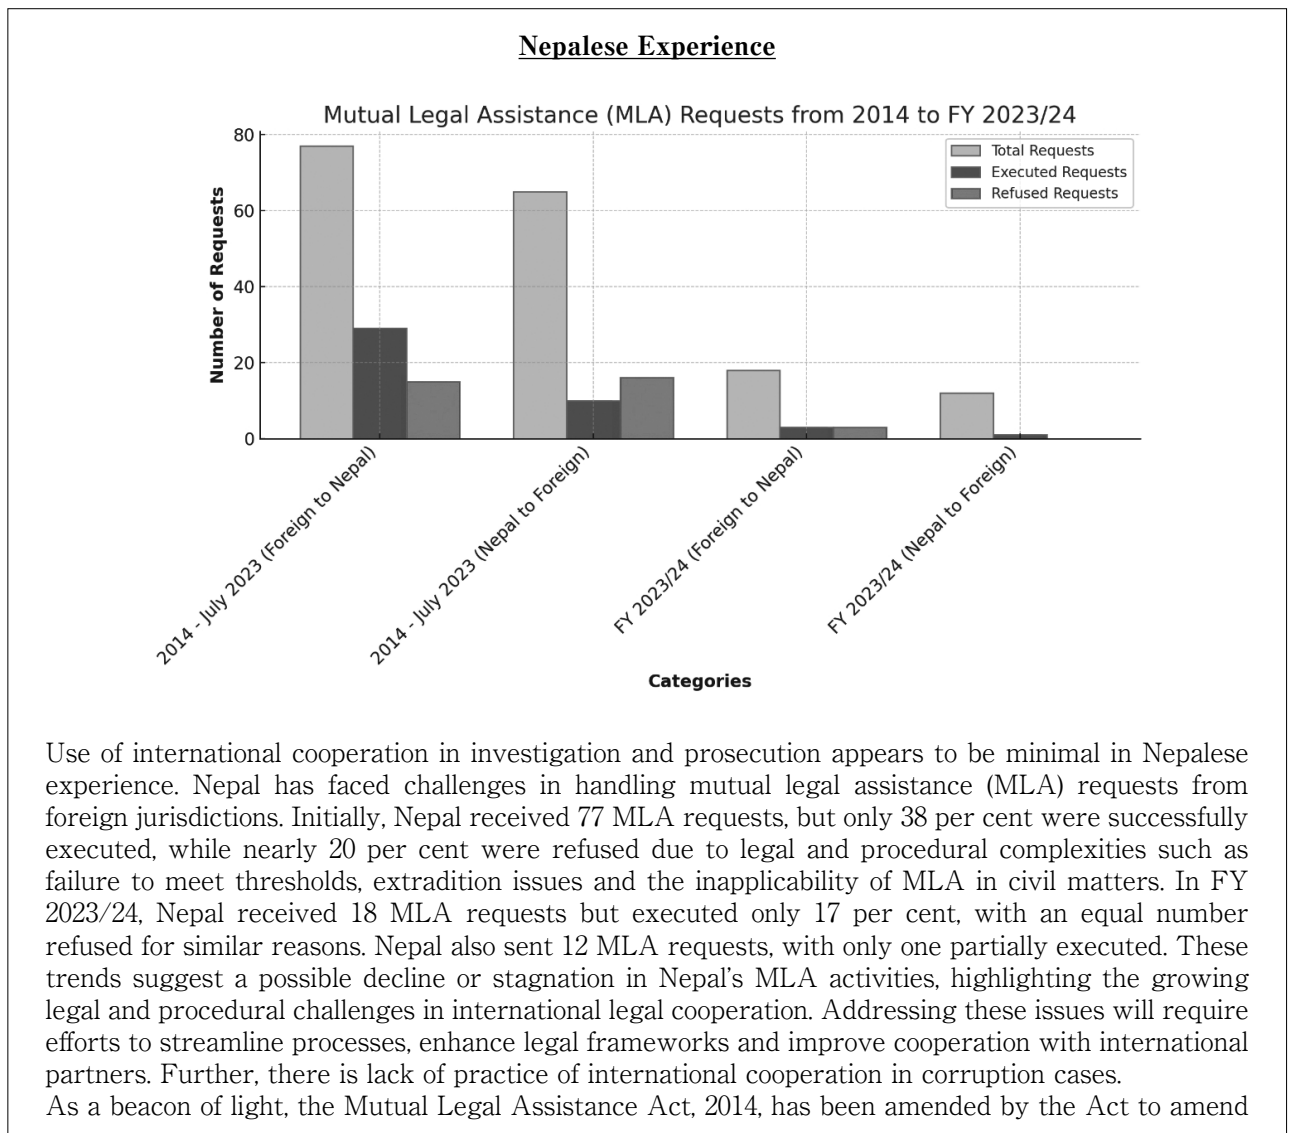 Nepalese Experience
Mutual Legal Assistance (MLA) Requests from 2014 to FY 2023/24
80
60
40
20
0
Number of Requests
Total Requests
Executed Requests
Refused Requests
2014 - July 2023 (Foreign to Nepal)
2014 - July 2023 (Nepal to Foreign)
FY 2023/24 (Foreign to Nepal)
FY 2023/24 (Nepal to Foreign)
Categories
Use of international cooperation in investigation and prosecution appears to be minimal in Nepalese
experience. Nepal has faced challenges in handling mutual legal assistance (MLA) requests from
foreign jurisdictions. Initially, Nepal received 77 MLA requests, but only 38 per cent were successfully
executed, while nearly 20 per cent were refused due to legal and procedural complexities such as
failure to meet thresholds, extradition issues and the inapplicability of MLA in civil matters. In FY
2023/24, Nepal received 18 MLA requests but executed only 17 per cent, with an equal number
refused for similar reasons. Nepal also sent 12 MLA requests, with only one partially executed. These
trends suggest a possible decline or stagnation in Nepal's MLA activities, highlighting the growing
legal and procedural challenges in international legal cooperation. Addressing these issues will require
efforts to streamline processes, enhance legal frameworks and improve cooperation with international
partners. Further, there is lack of practice of international cooperation in corruption cases.
As a beacon of light, the Mutual Legal Assistance Act, 2014, has been amended by the Act to amend